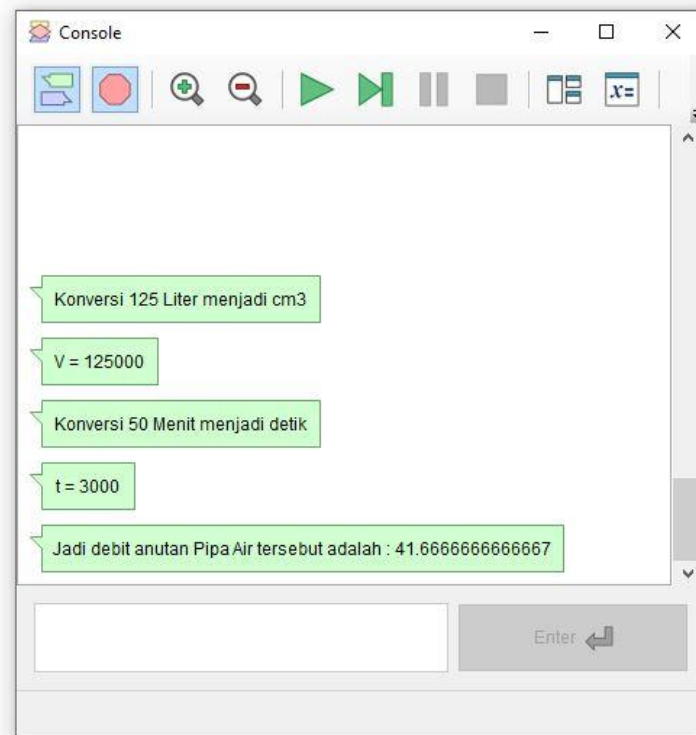 Console
x=
Konversi 125 Liter menjadi cm3
V = 125000
Konversi 50 Menit menjadi detik
t = 3000
Jadi debit anutan Pipa Air tersebut adalah : 41.6666666666667
Enter